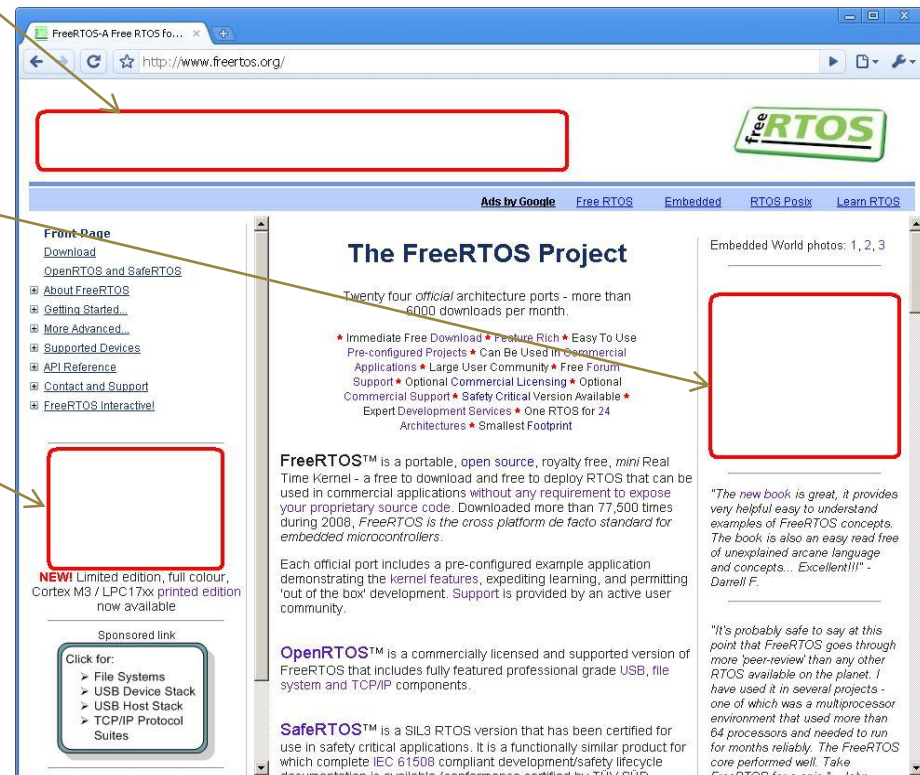 FreeRTOS-A Free RTOS fo...
http://www.freertos.org/
free RTOS
Ads by Google Free RTOS Embedded RTOS Posix Learn RTOS
Front Page
Download
OpenRTOS and SafeRTOS
About FreeRTOS
Getting Started...
More Advanced...
Supported Devices
API Reference
Contact and Support
FreeRTOS Interactive!
NEW! Limited edition, full colour,
Cortex M3 / LPC17xx printed edition
now available
Sponsored link
Click for:
➢ File Systems
➢ USB Device Stack
➢ USB Host Stack
➢ TCP/IP Protocol
Suites
The FreeRTOS Project
Twenty four official architecture ports - more than
6000 downloads per month.
★ Immediate Free Download ★ Feature Rich ★ Easy To Use
Pre-configured Projects ★ Can Be Used in Commercial
Applications ★ Large User Community ★ Free Forum
Support ★ Optional Commercial Licensing ★ Optional
Commercial Support ★ Safety Critical Version Available ★
Expert Development Services ★ One RTOS for 24
Architectures ★ Smallest Footprint
FreeRTOS™ is a portable, open source, royalty free, mini Real
Time Kernel - a free to download and free to deploy RTOS that can be
used in commercial applications without any requirement to expose
your proprietary source code. Downloaded more than 77,500 times
during 2008, FreeRTOS is the cross platform de facto standard for
embedded microcontrollers.
Each official port includes a pre-configured example application
demonstrating the kernel features, expediting learning, and permitting
'out of the box' development. Support is provided by an active user
community.
OpenRTOS™ is a commercially licensed and supported version of
FreeRTOS that includes fully featured professional grade USB, file
system and TCP/IP components.
SafeRTOS™ is a SIL3 RTOS version that has been certified for
use in safety critical applications. It is a functionally similar product for
which complete IEC 61508 compliant development/safety lifecycle
documentation is available (conformance certified by TÜV SÜD
Embedded World photos: 1, 2, 3
"The new book is great, it provides
very helpful easy to understand
examples of FreeRTOS concepts.
The book is also an easy read free
of unexplained arcane language
and concepts... Excellent!!!" -
Darrell F.
"It's probably safe to say at this
point that FreeRTOS goes through
more 'peer-review' than any other
RTOS available on the planet. I
have used it in several projects -
one of which was a multiprocessor
environment that used more than
64 processors and needed to run
for months reliably. The FreeRTOS
core performed well. Take
FreeRTOS for a spin." - John